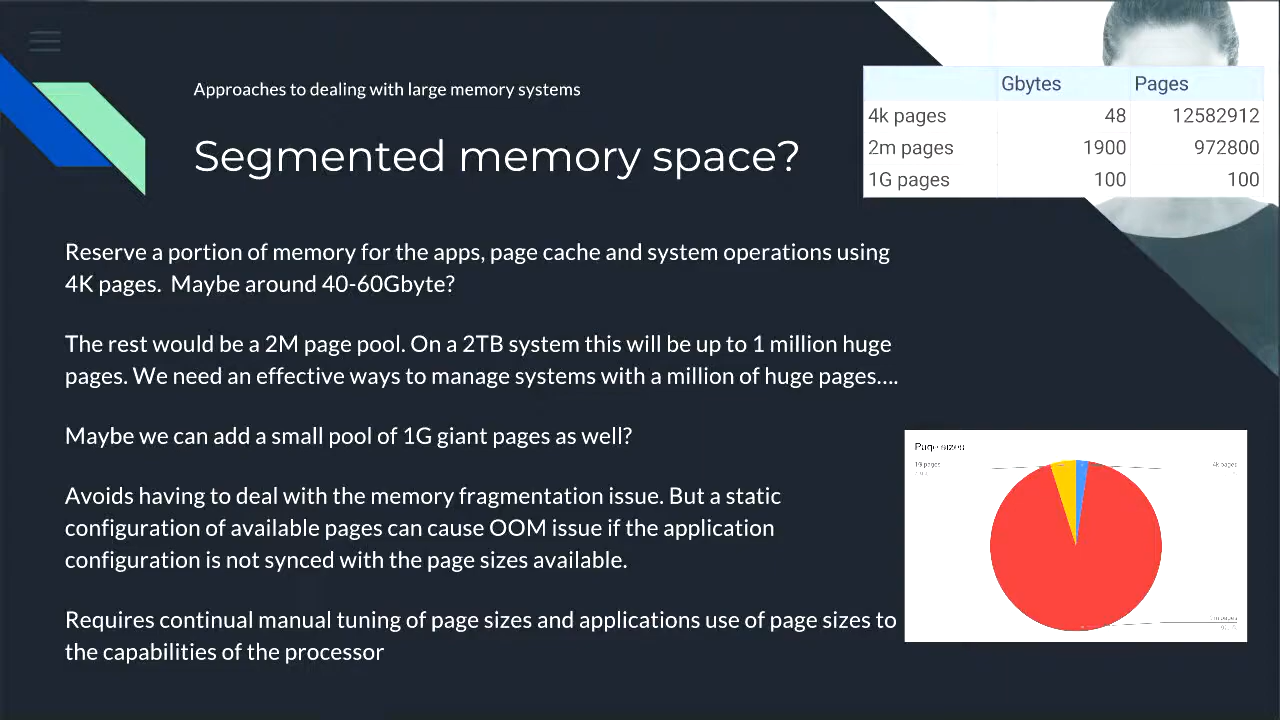 Approaches to dealing with large memory systems
Segmented memory space?
Gbytes Pages
4k pages 48 12582912
2m pages 1900 972800
1G pages 100 100
Reserve a portion of memory for the apps, page cache and system operations using
4K pages.  Maybe around 40-60Gbyte?
The rest would be a 2M page pool. On a 2TB system this will be up to 1 million huge
pages. We need an effective ways to manage systems with a million of huge pages....
Maybe we can add a small pool of 1G giant pages as well?
Avoids having to deal with the memory fragmentation issue. But a static
configuration of available pages can cause OOM issue if the application
configuration is not synced with the page sizes available.
Requires continual manual tuning of page sizes and applications use of page sizes to
the capabilities of the processor
Page sizes
1G pages
4k pages
pages